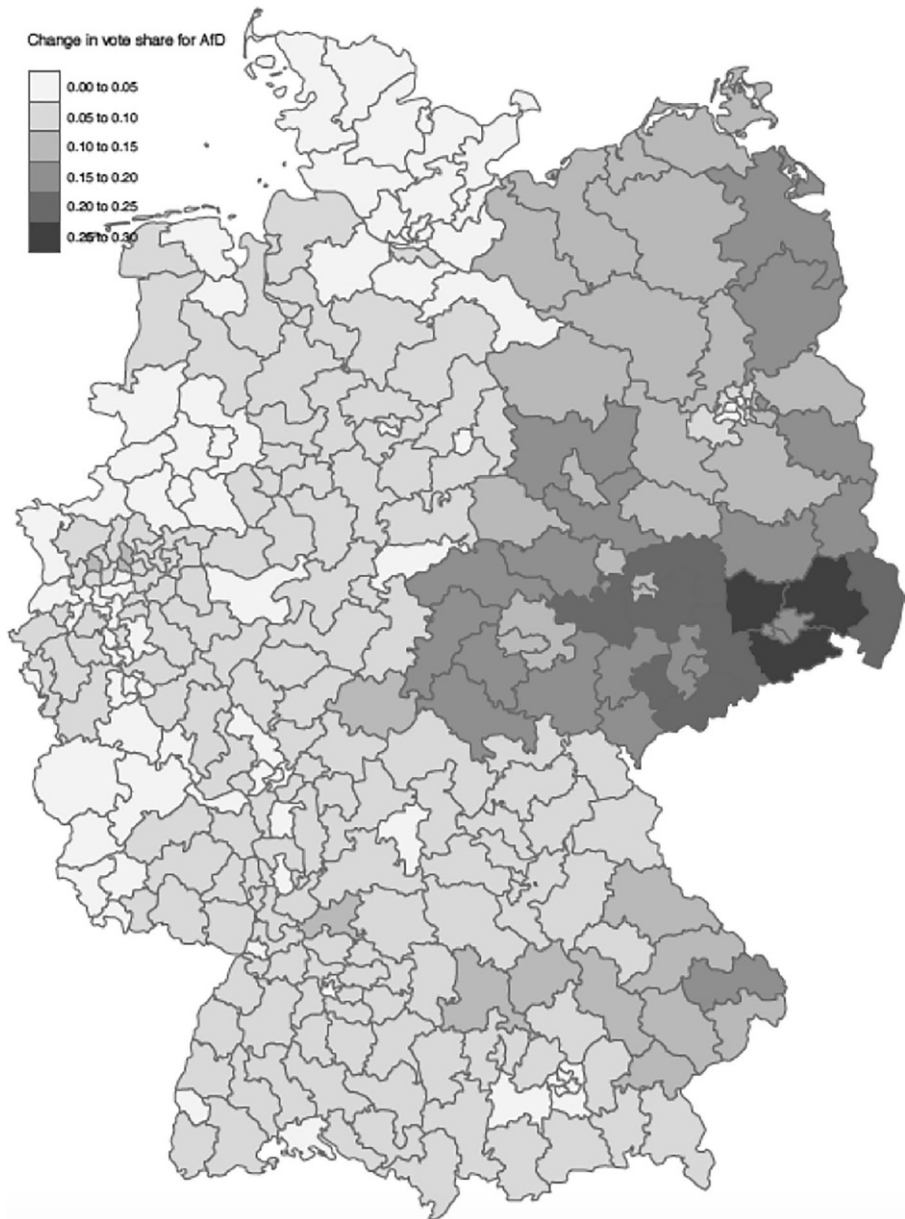 Change in vote share for AfD
0.00 to 0.05
0.05 to 0.10
0.10 to 0.15
0.15 to 0.20
0.20 to 0.25
0.25 to 0.30